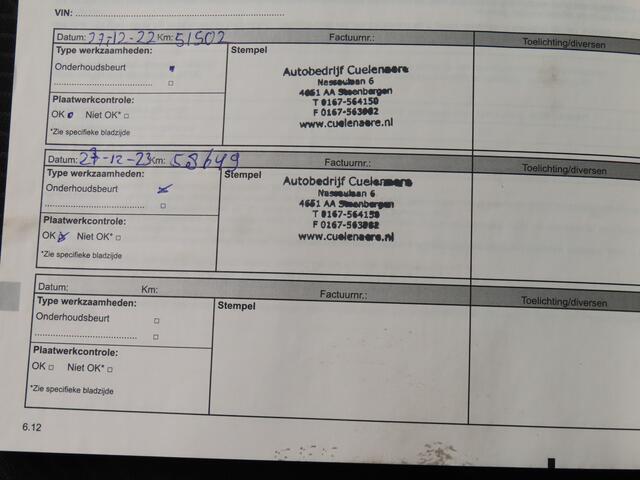 VIN:
Datum: 27-12-22 Km: 51502 Factuurnr.: Toelichting/diversen
Type werkzaamheden: Stempel
Onderhoudsbeurt
Autobedrijf Cuelenaere
Nassaulaan 6
4651 AA Steenbergen
T 0167-564150
F 0167-563902
www.cuelenaere.nl
Plaatwerkcontrole:
OK Niet OK*
*Zie specifieke bladzijde
Datum: 27-12-23 Km: 58649 Factuurnr.: Toelichting/diversen
Type werkzaamheden: Stempel
Onderhoudsbeurt
Autobedrijf Cuelenaere
Nassaulaan 6
4651 AA Steenbergen
T 0167-564150
F 0167-563902
www.cuelenaere.nl
Plaatwerkcontrole:
OK Niet OK*
*Zie specifieke bladzijde
Datum: Km: Factuurnr.: Toelichting/diversen
Type werkzaamheden: Stempel
Onderhoudsbeurt
Plaatwerkcontrole:
OK Niet OK*
*Zie specifieke bladzijde
6.12